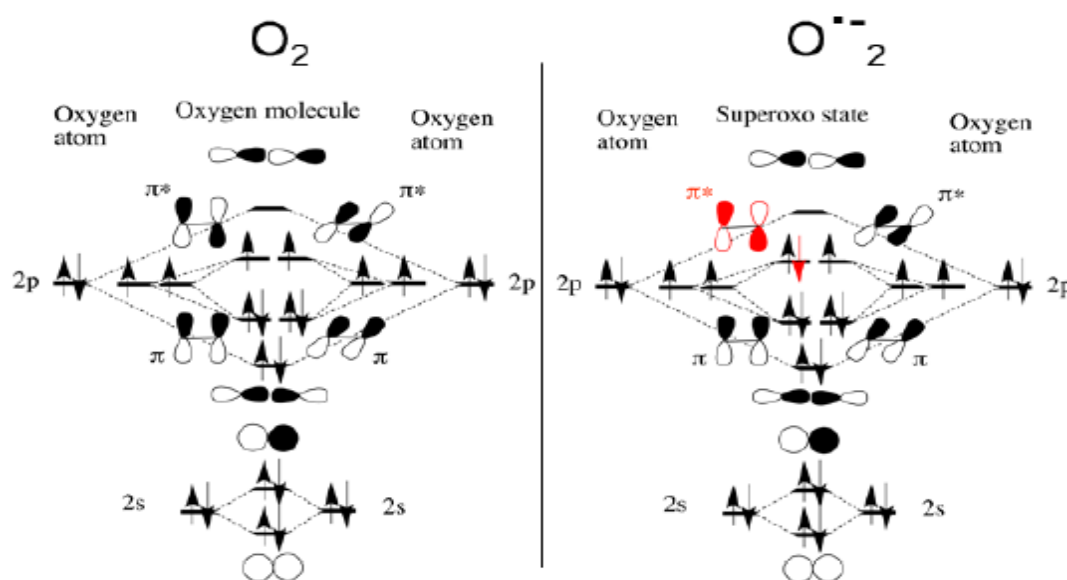 O₂
Oxygen atom
Oxygen molecule
Oxygen atom
π*
π*
2p
2p
π
π
2s
2s
O˙⁻₂
Oxygen atom
Superoxo state
Oxygen atom
π*
π*
2p
2p
π
π
2s
2s